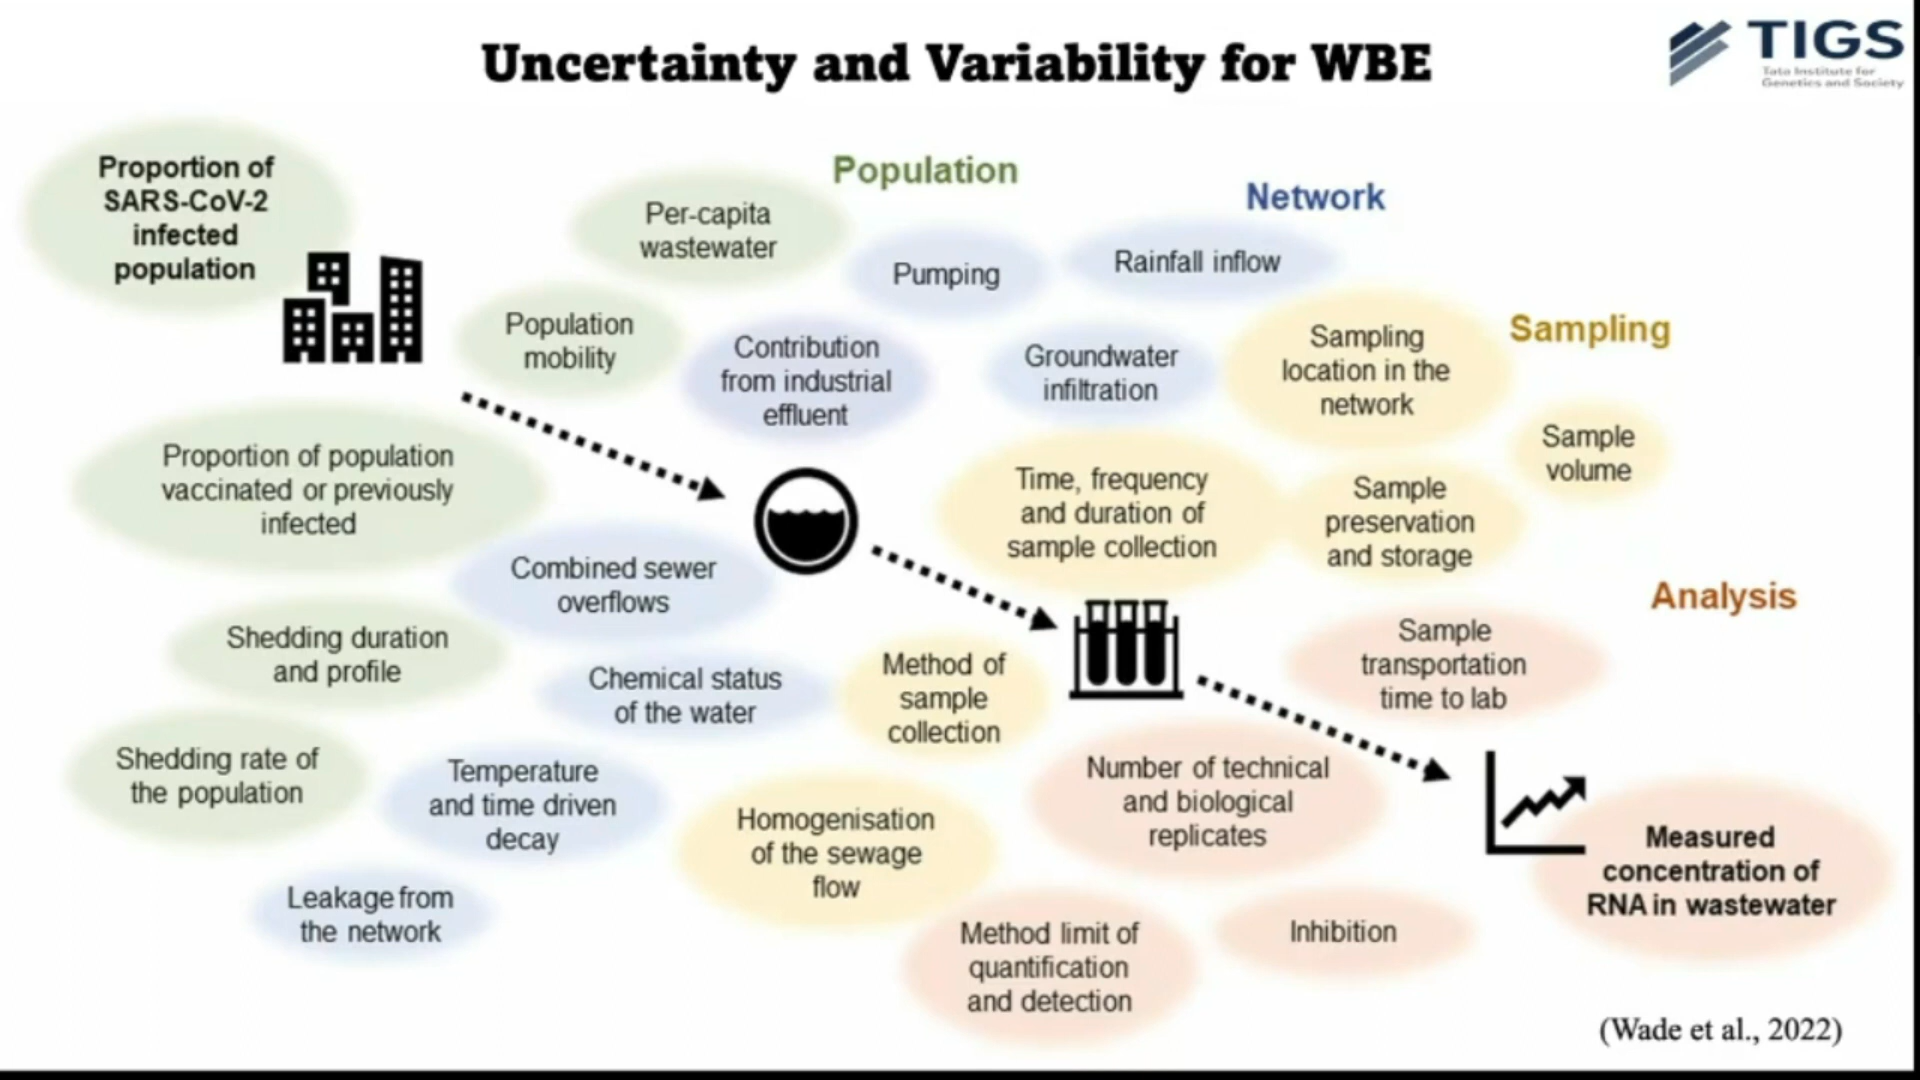 Uncertainty and Variability for WBE
TIGS
Tata Institute for
Genetics and Society
Proportion of
SARS-CoV-2
infected
population
Population
Network
Per-capita
wastewater
Pumping
Rainfall inflow
Population
mobility
Contribution
from industrial
effluent
Groundwater
infiltration
Sampling
location in the
network
Sampling
Sample
volume
Proportion of population
vaccinated or previously
infected
Time, frequency
and duration of
sample collection
Sample
preservation
and storage
Combined sewer
overflows
Analysis
Shedding duration
and profile
Chemical status
of the water
Method of
sample
collection
Sample
transportation
time to lab
Shedding rate of
the population
Temperature
and time driven
decay
Homogenisation
of the sewage
flow
Number of technical
and biological
replicates
Measured
concentration of
RNA in wastewater
Leakage from
the network
Method limit of
quantification
and detection
Inhibition
(Wade et al., 2022)